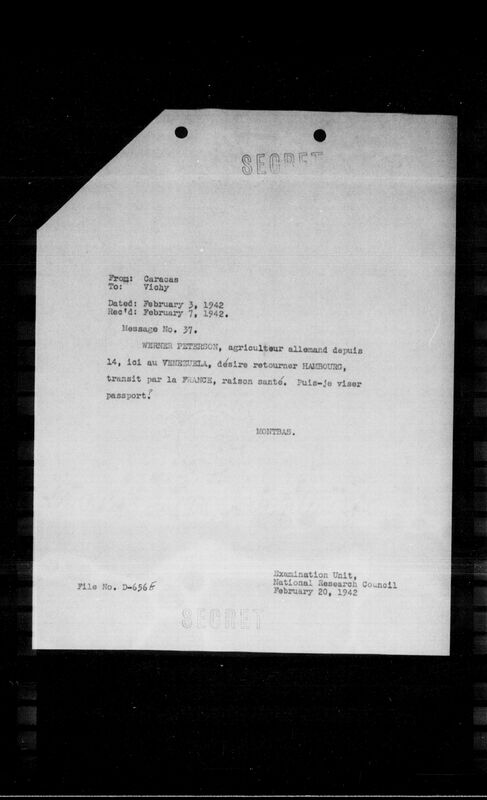 SECRET
From: Caracas
To: Vichy
Dated: February 3, 1942
Rec'd: February 7, 1942.
Message No. 37.
WERNER PETERSON, agriculteur allemand depuis
14, ici au VENEZUELA, désire retourner HAMBOURG,
transit par la FRANCE, raison santé. Puis-je viser
passport?
MONTBAS.
Examination Unit,
National Research Council
February 20, 1942
File No. D-656F
SECRET